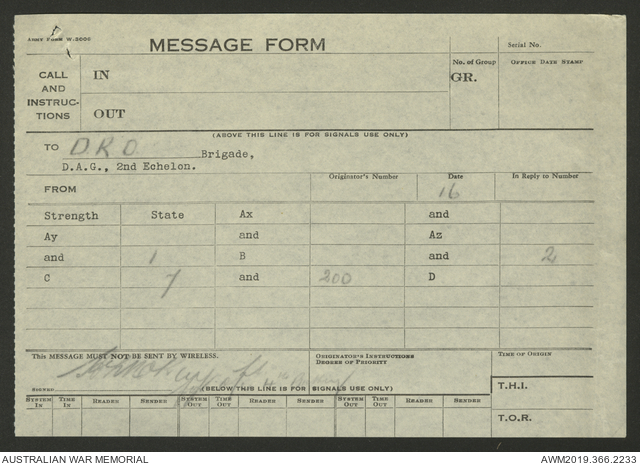 Army Form W.3000
MESSAGE FORM
Serial No.
CALL AND INSTRUC-TIONS
IN
OUT
No. of Group GR.
Office Date Stamp
(ABOVE THIS LINE IS FOR SIGNALS USE ONLY)
TO D.R.O Brigade,
D.A.G., 2nd Echelon.
FROM
Originator's Number
Date 16
In Reply to Number
Strength State Ax and
Ay and Az
and 1 B and 2
C 7 and 200 D
This MESSAGE MUST NOT BE SENT BY WIRELESS.
Originator's Instructions
Degree of Priority
Time of Origin
Signed
(BELOW THIS LINE IS FOR SIGNALS USE ONLY)
T.H.I.
System In Time In Reader Sender System Out Time Out Reader Sender System Out Time Out Reader Sender
T.O.R.
AUSTRALIAN WAR MEMORIAL
AWM2019.366.2233